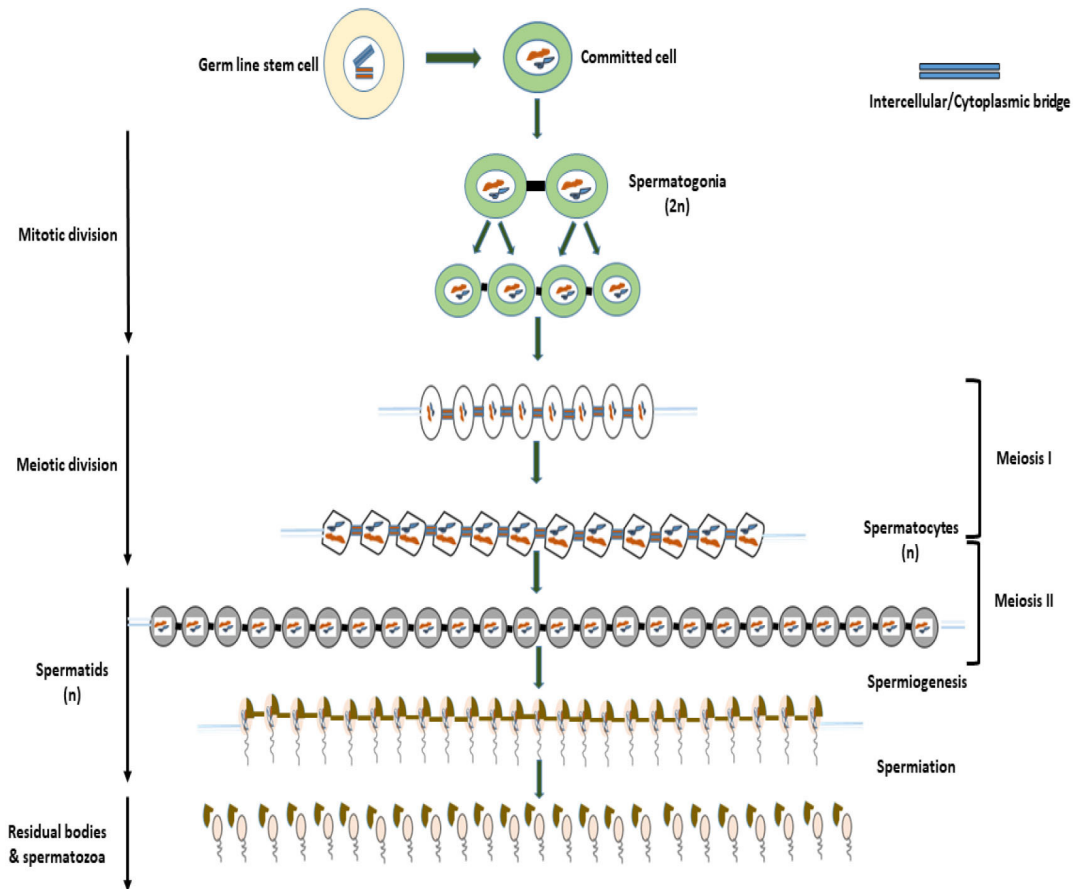 Germ line stem cell
Committed cell
Intercellular/Cytoplasmic bridge
Spermatogonia
(2n)
Mitotic division
Meiotic division
Meiosis I
Spermatocytes
(n)
Meiosis II
Spermatids
(n)
Spermiogenesis
Spermiation
Residual bodies
& spermatozoa